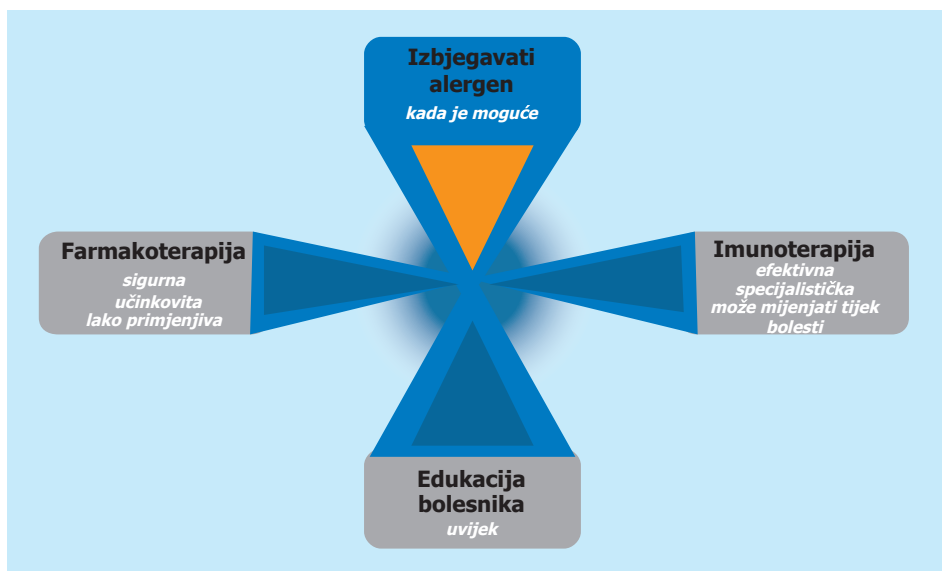 Izbjegavati
alergen
kada je moguće
Farmakoterapija
sigurna
učinkovita
lako primjenjiva
Imunoterapija
efektivna
specijalistička
može mijenjati tijek
bolesti
Edukacija
bolesnika
uvijek